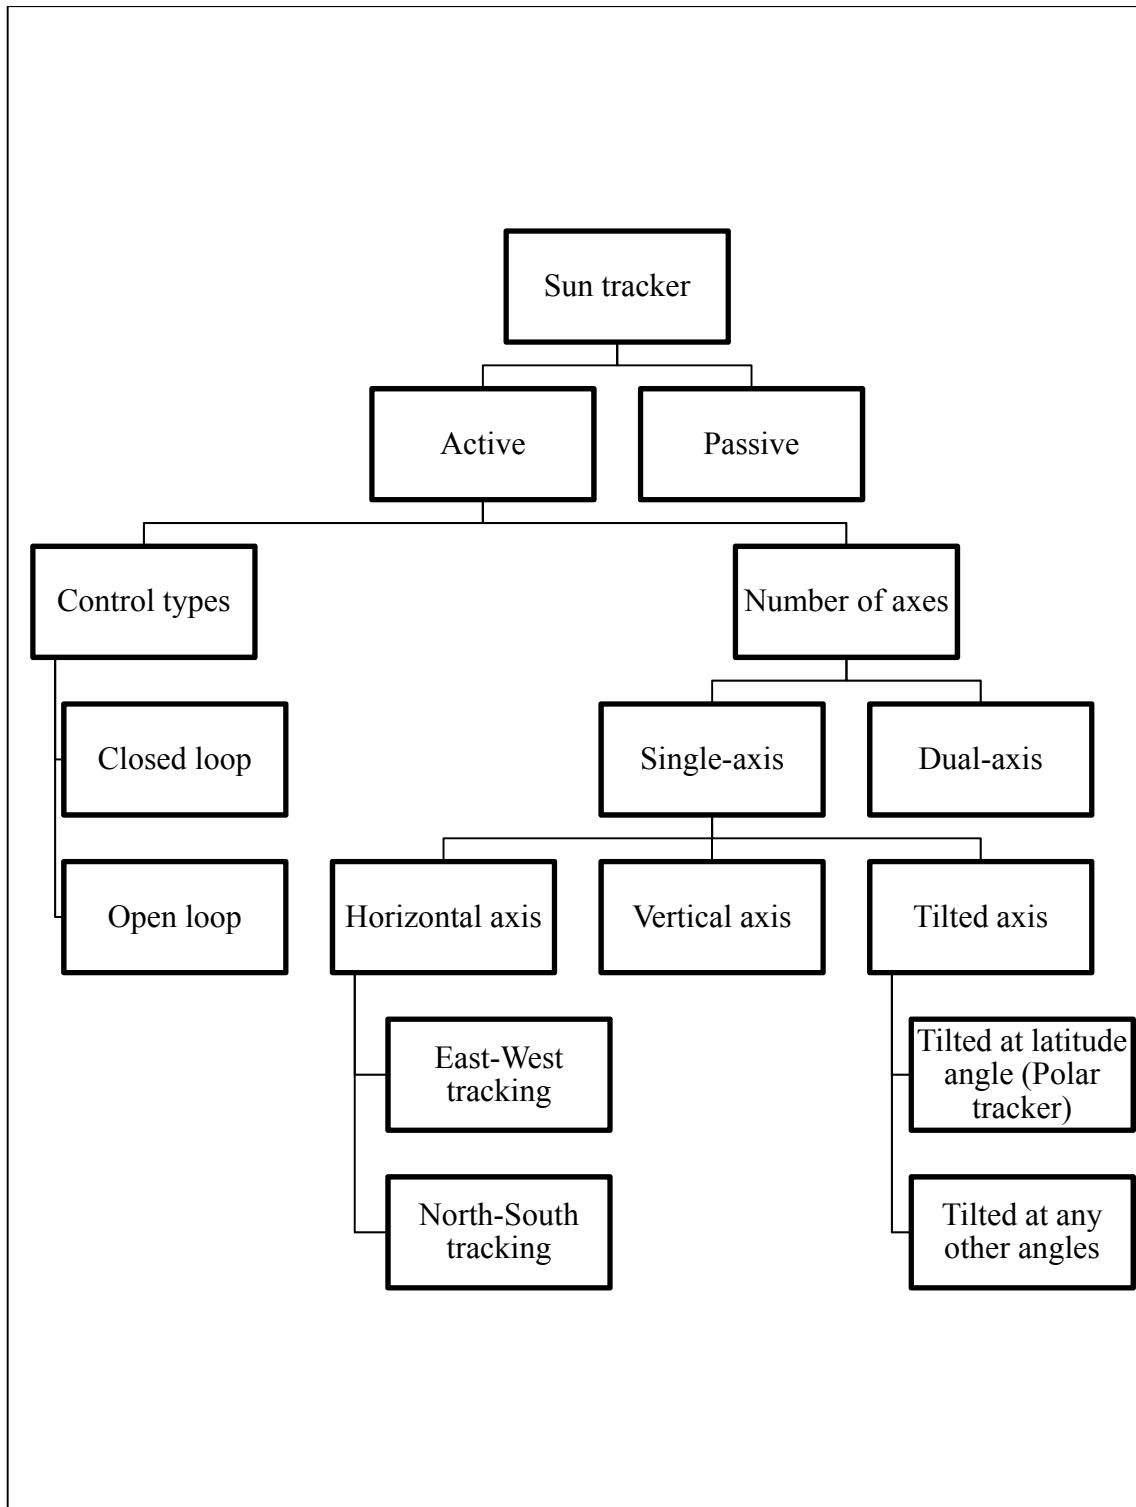 Sun tracker
Active
Passive
Control types
Number of axes
Closed loop
Single-axis
Dual-axis
Open loop
Horizontal axis
Vertical axis
Tilted axis
East-West
tracking
Tilted at latitude
angle (Polar
tracker)
North-South
tracking
Tilted at any
other angles